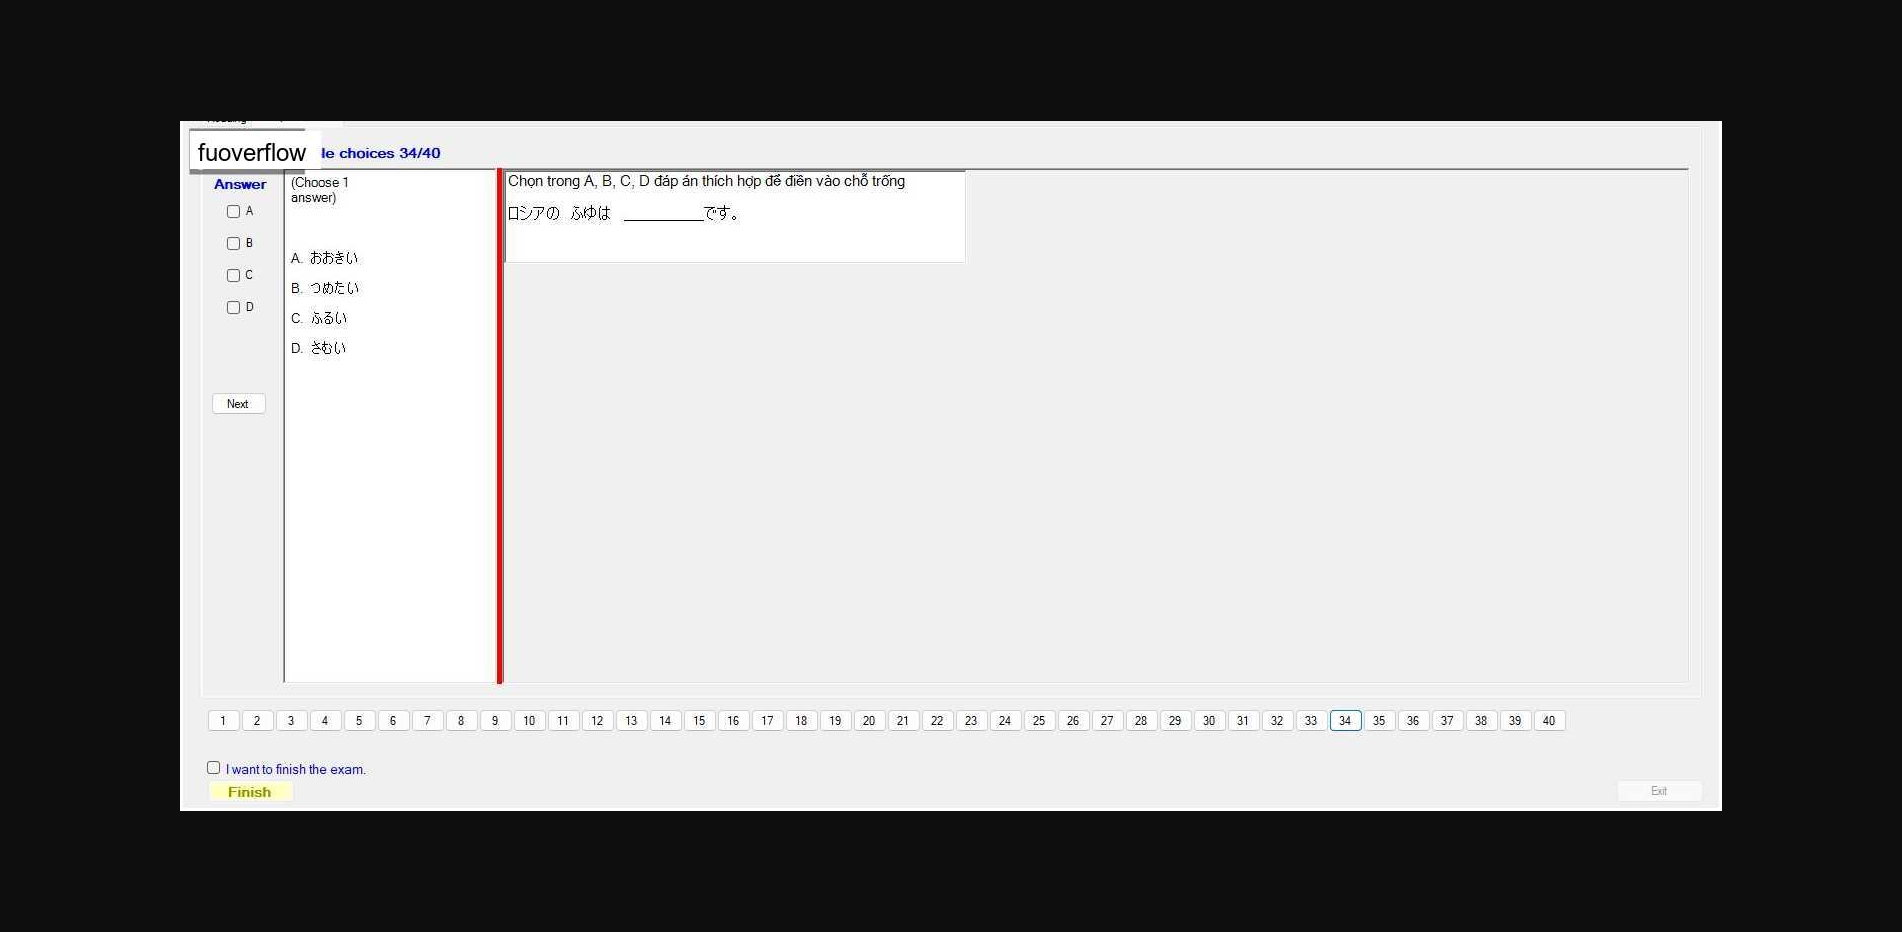 fuoverflow
le choices 34/40
Answer
A
B
C
D
Next
(Choose 1
answer)
A. おおきい
B. つめたい
C. ふるい
D. さむい
Chọn trong A, B, C, D đáp án thích hợp để điền vào chỗ trống
ロシアの ふゆは __________です。
1 2 3 4 5 6 7 8 9 10 11 12 13 14 15 16 17 18 19 20 21 22 23 24 25 26 27 28 29 30 31 32 33 34 35 36 37 38 39 40
I want to finish the exam.
Finish
Exit